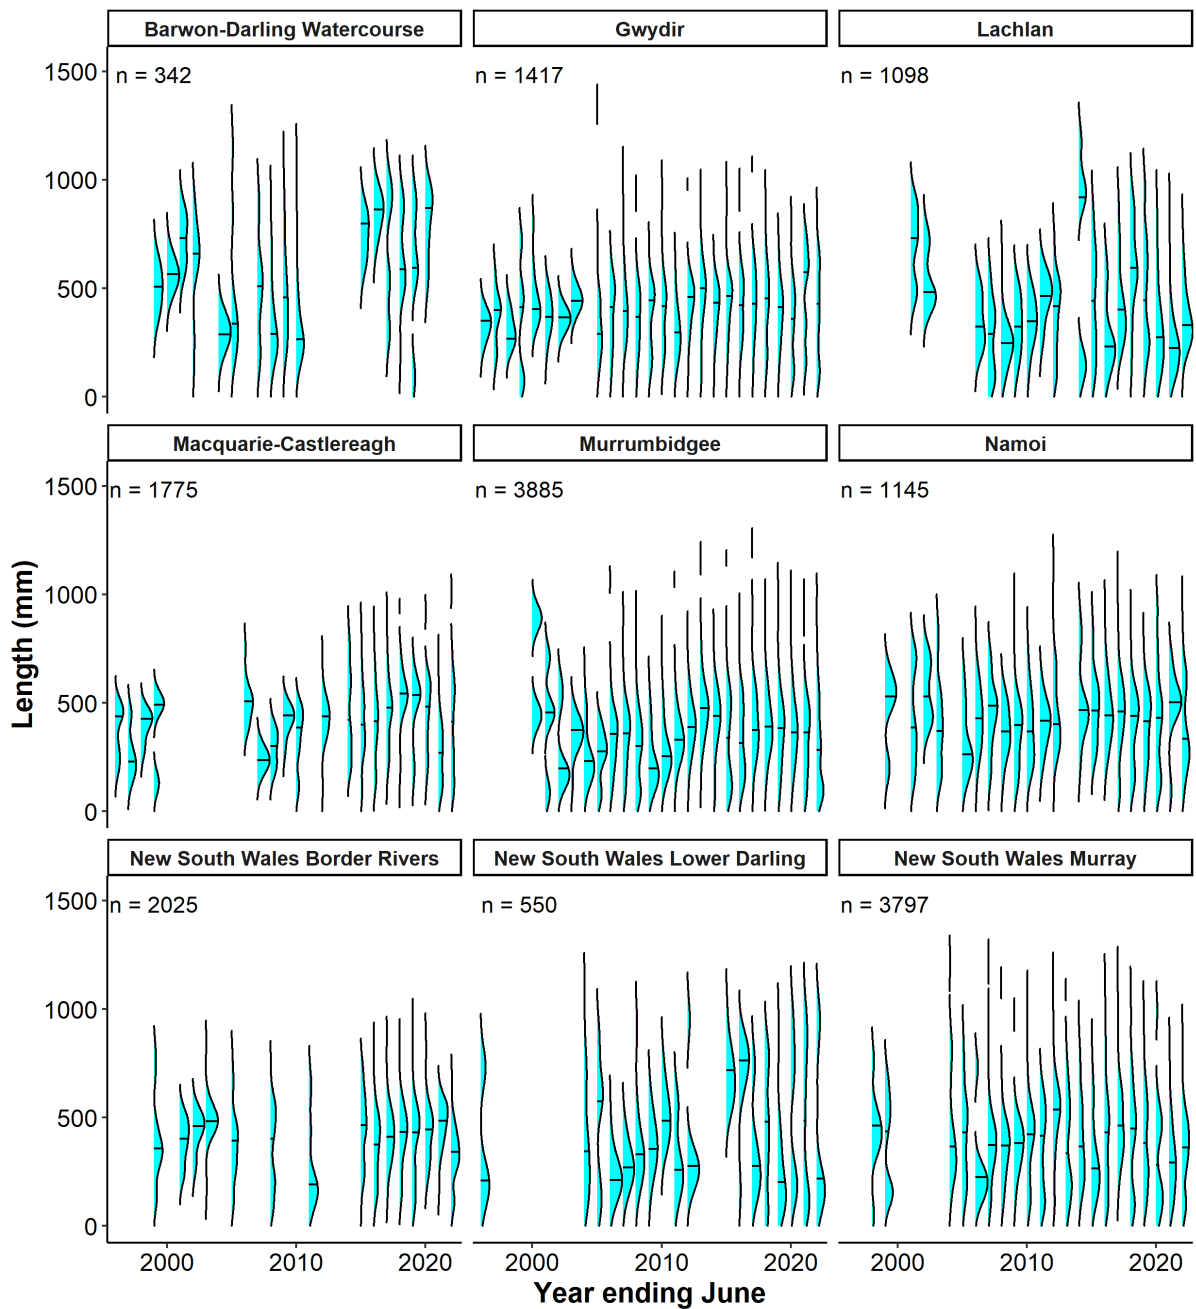 Barwon-Darling Watercourse Gwydir Lachlan
1500 n = 342 n = 1417 n = 1098
1000
500
0
Macquarie-Castlereagh Murrumbidgee Namoi
1500 n = 1775 n = 3885 n = 1145
1000
Length (mm)
500
0
New South Wales Border Rivers New South Wales Lower Darling New South Wales Murray
1500 n = 2025 n = 550 n = 3797
1000
500
0
2000 2010 2020 2000 2010 2020 2000 2010 2020
Year ending June